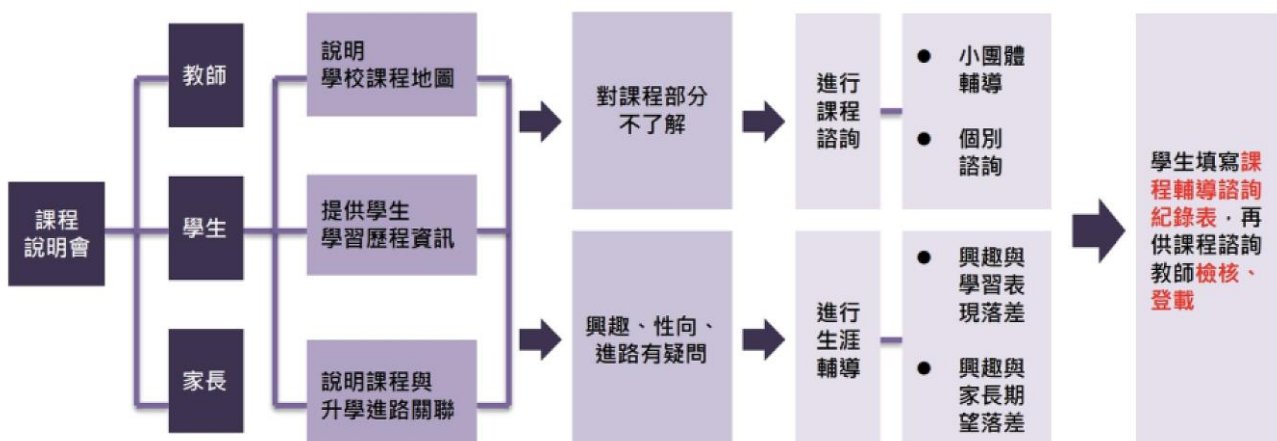 課程
說明會
教師
學生
家長
說明
學校課程地圖
提供學生
學習歷程資訊
說明課程與
升學進路關聯
對課程部分
不了解
興趣、性向、
進路有疑問
進行
課程
諮詢
進行
生涯
輔導
● 小團體
輔導
● 個別
諮詢
● 興趣與
學習表
現落差
● 興趣與
家長期
望落差
學生填寫課
程輔導諮詢
紀錄表，再
供課程諮詢
教師檢核、
登載